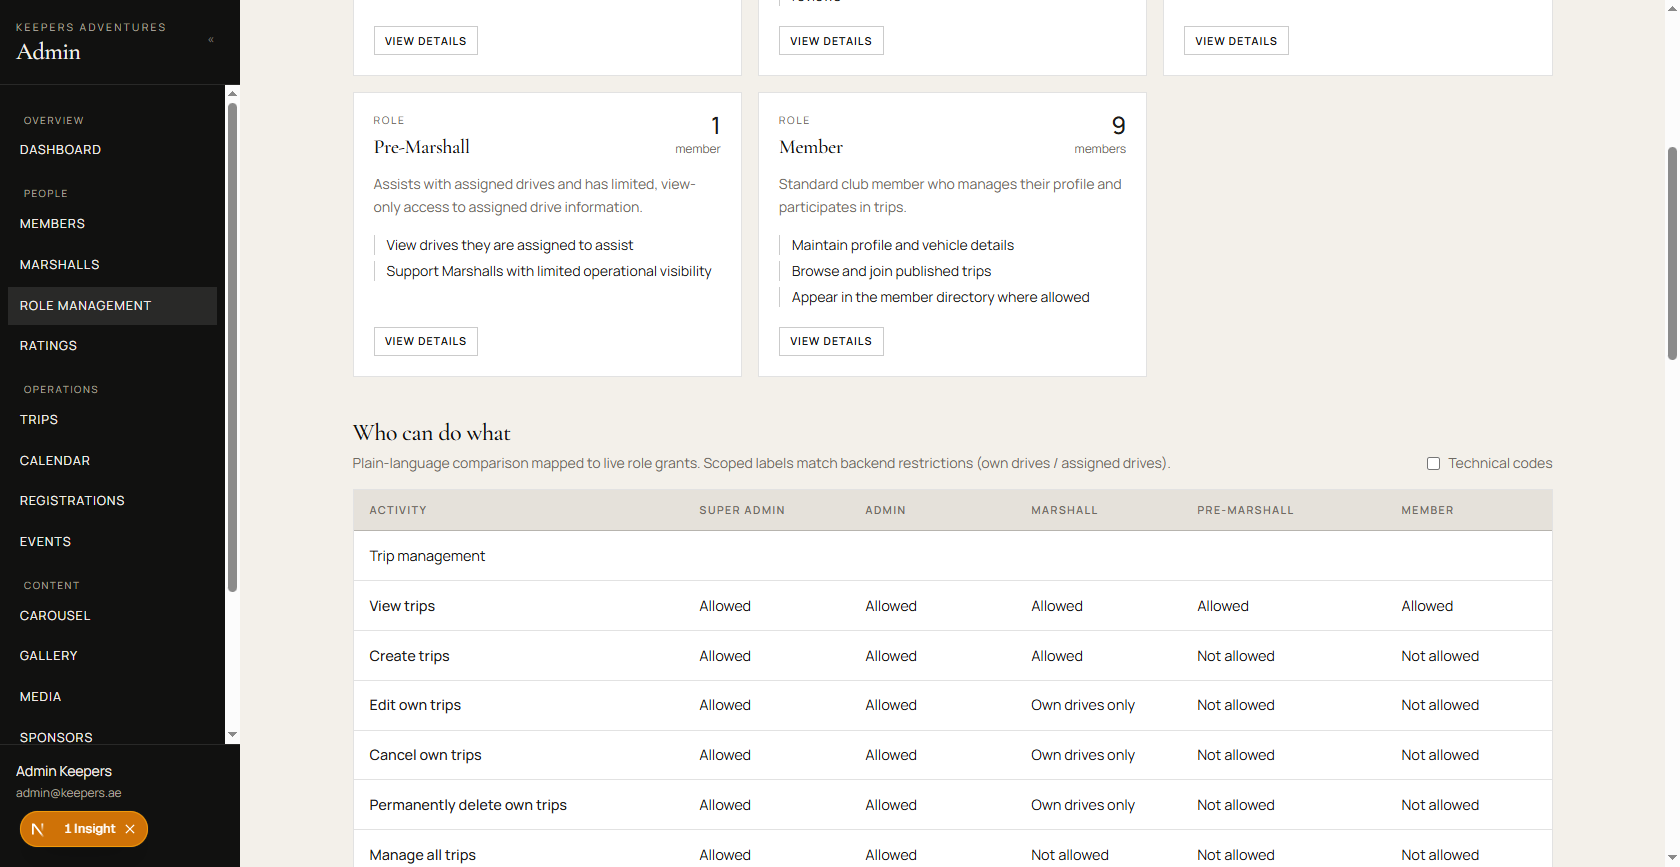 KEEPERS ADVENTURES
Admin
«
OVERVIEW
DASHBOARD
PEOPLE
MEMBERS
MARSHALLS
ROLE MANAGEMENT
RATINGS
OPERATIONS
TRIPS
CALENDAR
REGISTRATIONS
EVENTS
CONTENT
CAROUSEL
GALLERY
MEDIA
SPONSORS
Admin Keepers
admin@keepers.ae
N 1 Insight ×
VIEW DETAILS
VIEW DETAILS
VIEW DETAILS
ROLE
Pre-Marshall
1
member
Assists with assigned drives and has limited, view-
only access to assigned drive information.
View drives they are assigned to assist
Support Marshalls with limited operational visibility
VIEW DETAILS
ROLE
Member
9
members
Standard club member who manages their profile and
participates in trips.
Maintain profile and vehicle details
Browse and join published trips
Appear in the member directory where allowed
VIEW DETAILS
Who can do what
Plain-language comparison mapped to live role grants. Scoped labels match backend restrictions (own drives / assigned drives).
Technical codes
ACTIVITY SUPER ADMIN ADMIN MARSHALL PRE-MARSHALL MEMBER
Trip management
View trips Allowed Allowed Allowed Allowed Allowed
Create trips Allowed Allowed Allowed Not allowed Not allowed
Edit own trips Allowed Allowed Own drives only Not allowed Not allowed
Cancel own trips Allowed Allowed Own drives only Not allowed Not allowed
Permanently delete own trips Allowed Allowed Own drives only Not allowed Not allowed
Manage all trips Allowed Allowed Not allowed Not allowed Not allowed